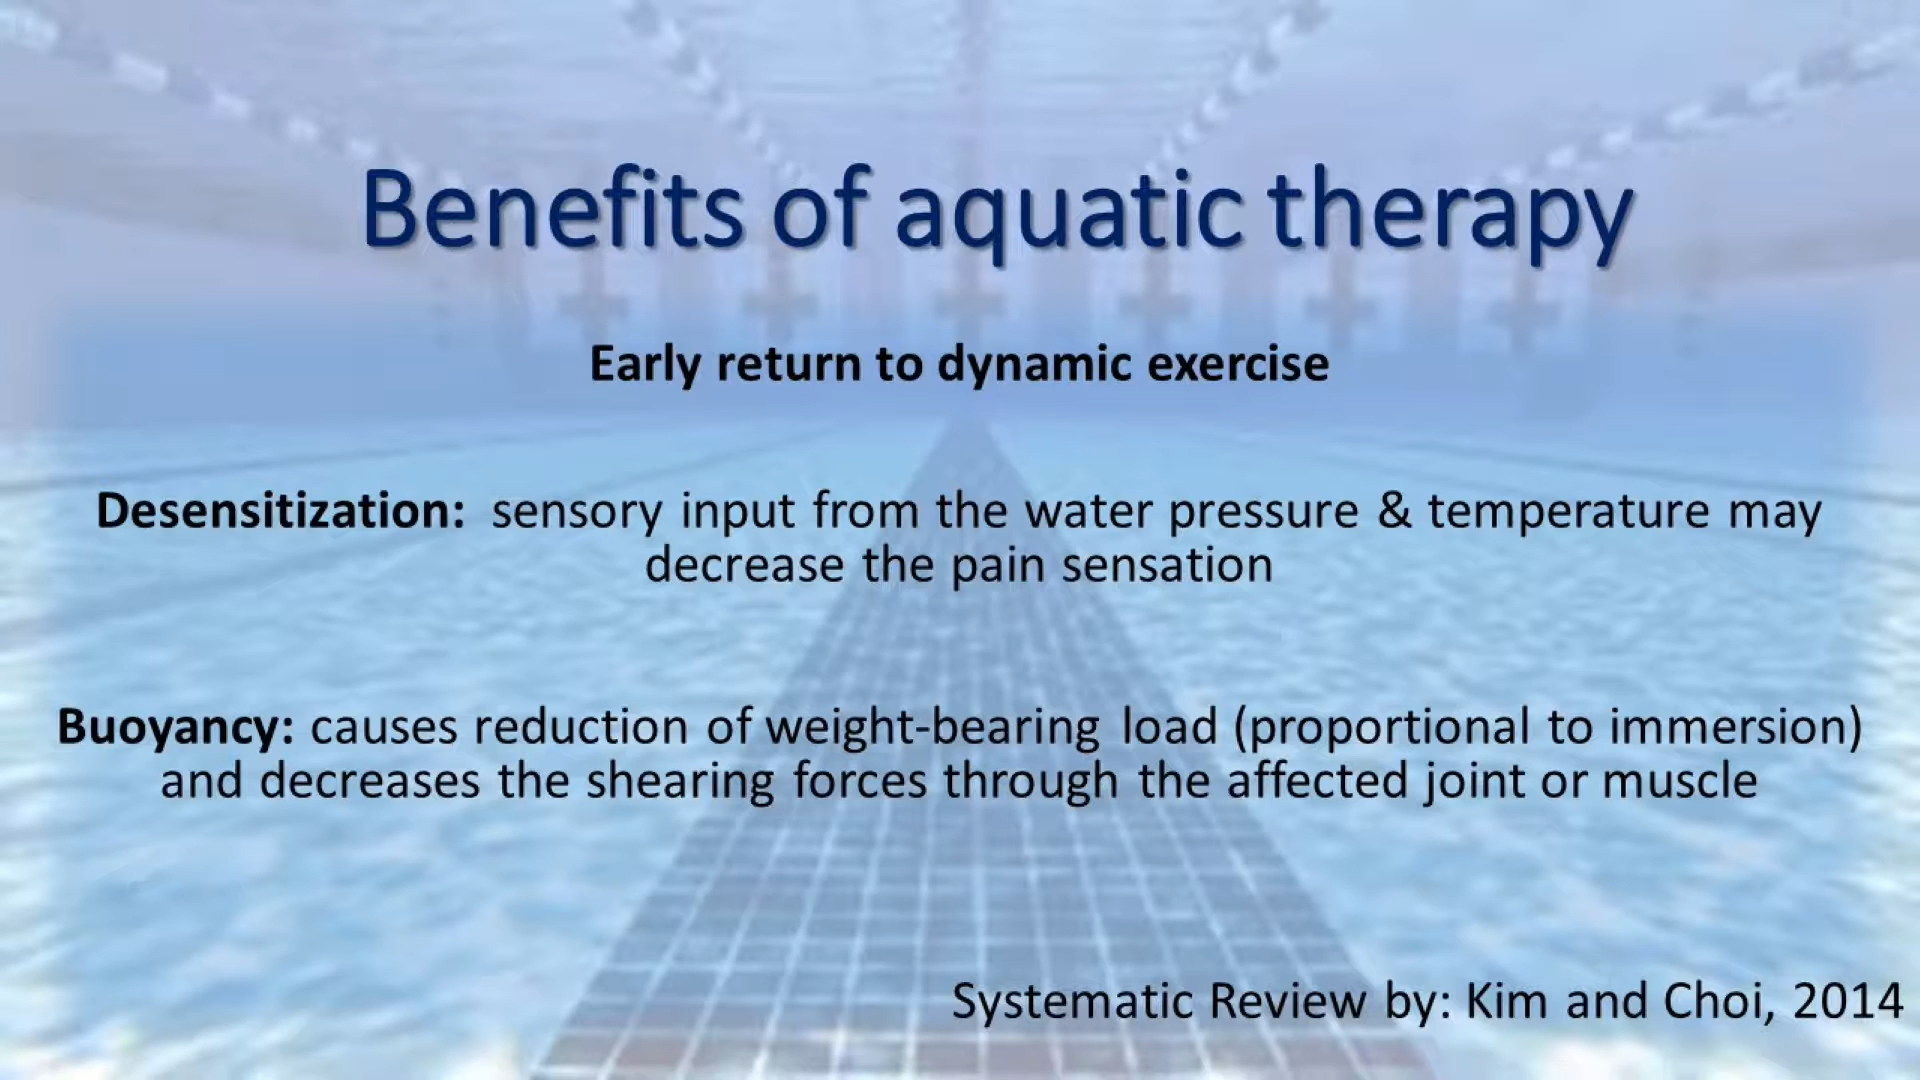 Benefits of aquatic therapy
Early return to dynamic exercise
Desensitization: sensory input from the water pressure & temperature may
decrease the pain sensation
Buoyancy: causes reduction of weight-bearing load (proportional to immersion)
and decreases the shearing forces through the affected joint or muscle
Systematic Review by: Kim and Choi, 2014